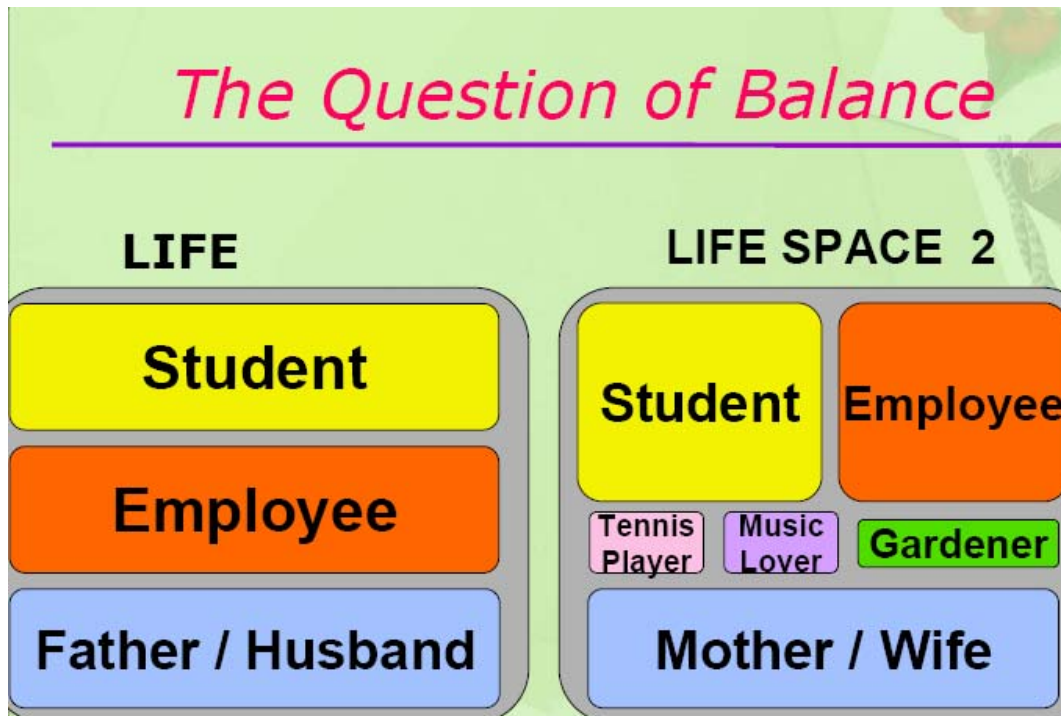 The Question of Balance
LIFE
Student
Employee
Father / Husband
LIFE SPACE 2
Student
Employee
Tennis
Player
Music
Lover
Gardener
Mother / Wife